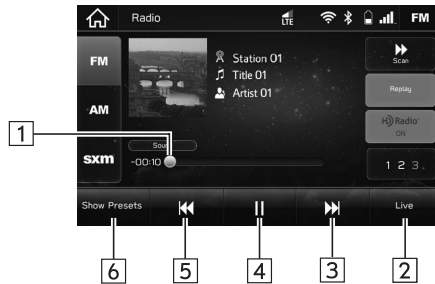 Radio
LTE
FM
FM
AM
sxm
Station 01
Title 01
Artist 01
Scan
Replay
HD Radio
ON
1 2 3
Sou
-00:10
Show Presets
Live
1
6
5
4
3
2